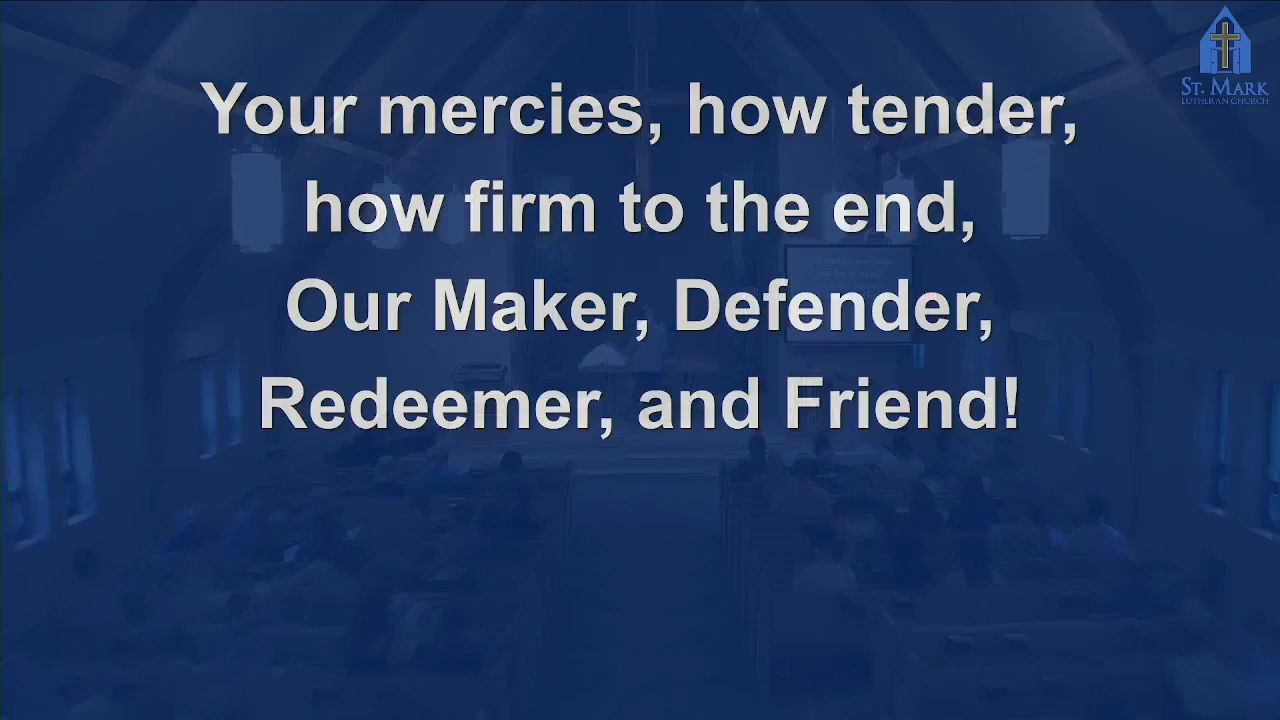 Your mercies, how tender,
how firm to the end,
Our Maker, Defender,
Redeemer, and Friend!
ST. MARK
LUTHERAN CHURCH